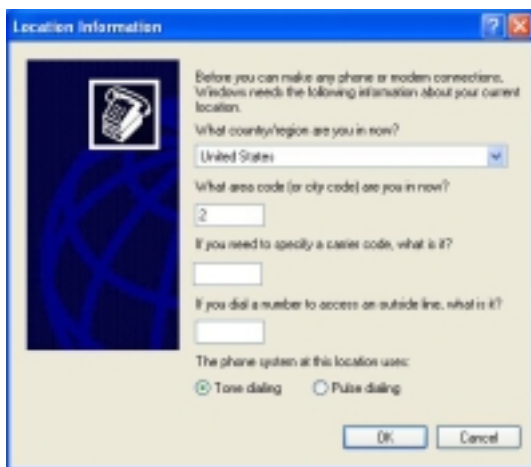 Location Information
Before you can make any phone or modem connections,
Windows needs the following information about your current
location.
What country/region are you in now?
United States
What area code (or city code) are you in now?
2
If you need to specify a carrier code, what is it?
If you dial a number to access an outside line, what is it?
The phone system at this location uses:
Tone dialing Pulse dialing
OK Cancel